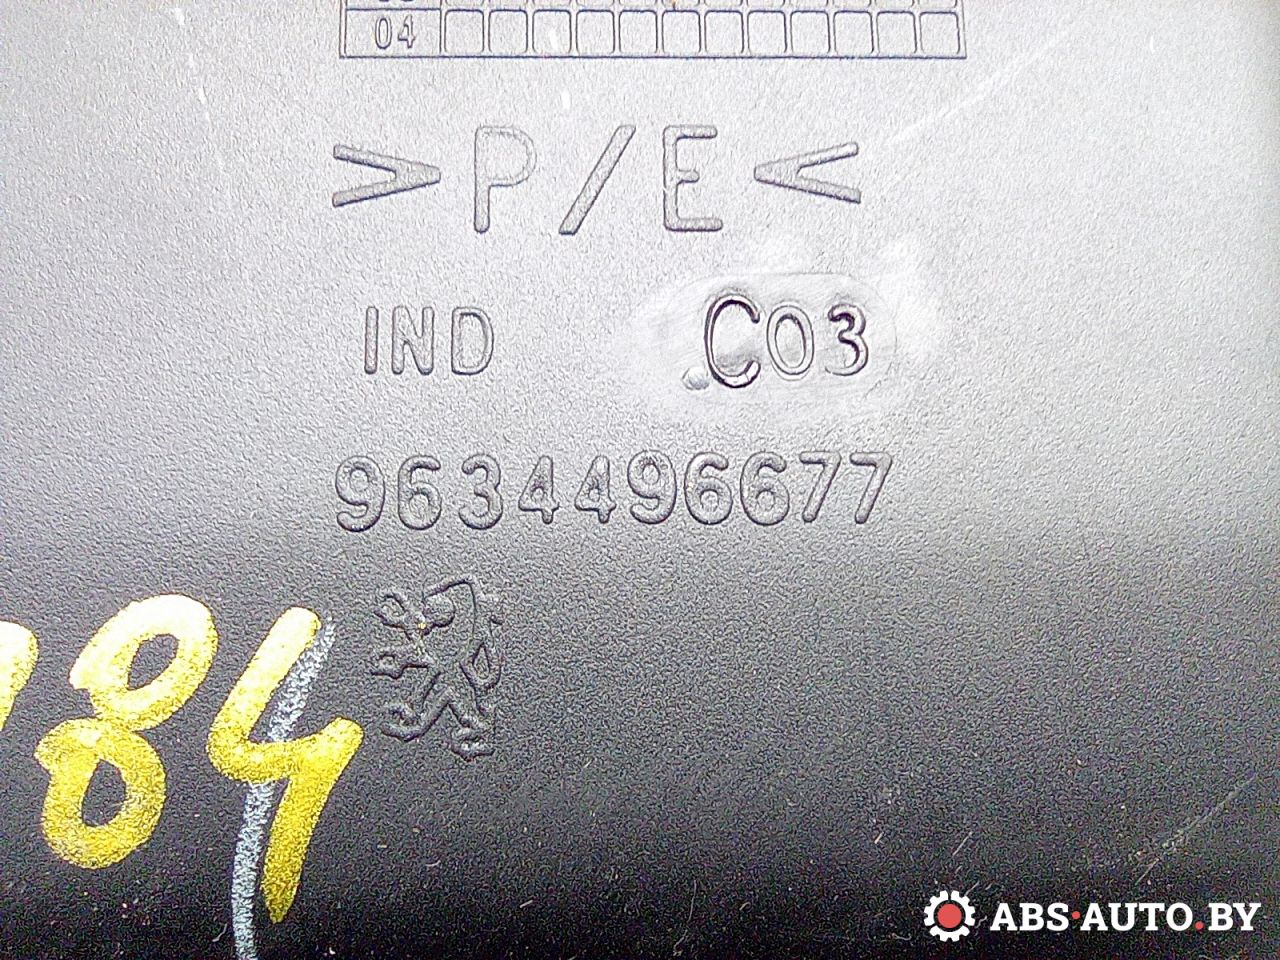 04
>P/E<
IND C03
9634496677
84
ABS·AUTO.BY